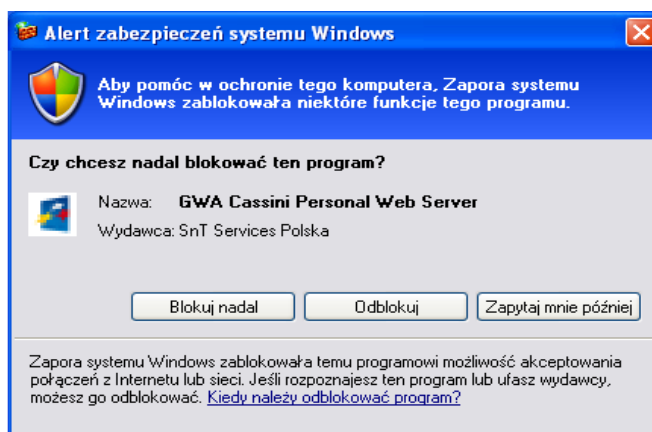 Alert zabezpieczeń systemu Windows
Aby pomóc w ochronie tego komputera, Zapora systemu
Windows zablokowała niektóre funkcje tego programu.
Czy chcesz nadal blokować ten program?
Nazwa: GWA Cassini Personal Web Server
Wydawca: SnT Services Polska
Blokuj nadal Odblokuj Zapytaj mnie później
Zapora systemu Windows zablokowała temu programowi możliwość akceptowania
połączeń z Internetu lub sieci. Jeśli rozpoznajesz ten program lub ufasz wydawcy,
możesz go odblokować. Kiedy należy odblokować program?